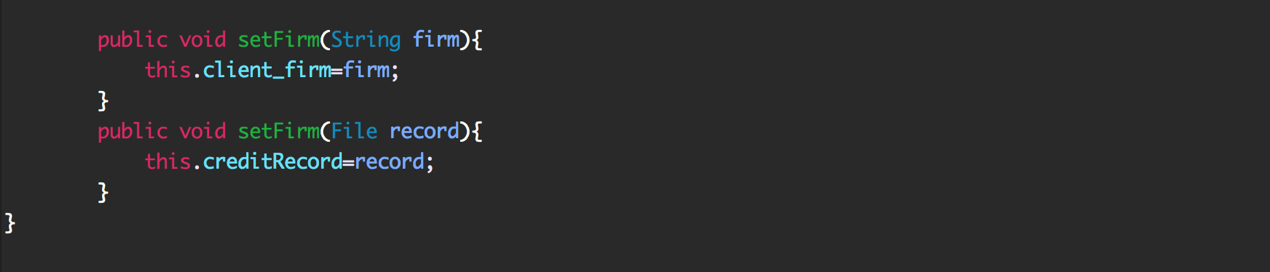 public void setFirm(String firm){
this.client_firm=firm;
}
public void setFirm(File record){
this.creditRecord=record;
}
}